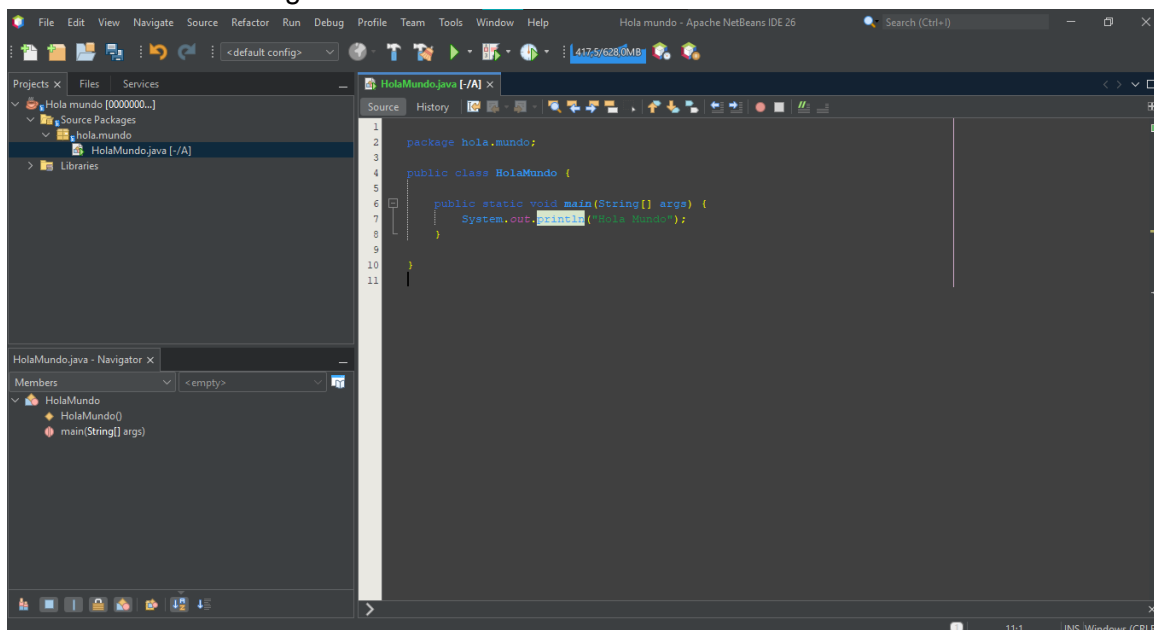 File Edit View Navigate Source Refactor Run Debug Profile Team Tools Window Help Hola mundo - Apache NetBeans IDE 26 Search (Ctrl+I)
<default config> 417,5/628,0MB
Projects Files Services
Hola mundo [0000000...]
Source Packages
hola.mundo
HolaMundo.java [-/A]
Libraries
HolaMundo.java [-/A]
Source History
1
2 package hola.mundo;
3
4 public class HolaMundo {
5
6 public static void main(String[] args) {
7 System.out.println("Hola Mundo");
8 }
9
10 }
11
HolaMundo.java - Navigator
Members <empty>
HolaMundo
HolaMundo()
main(String[] args)
11:1 INS Windows (CRLF